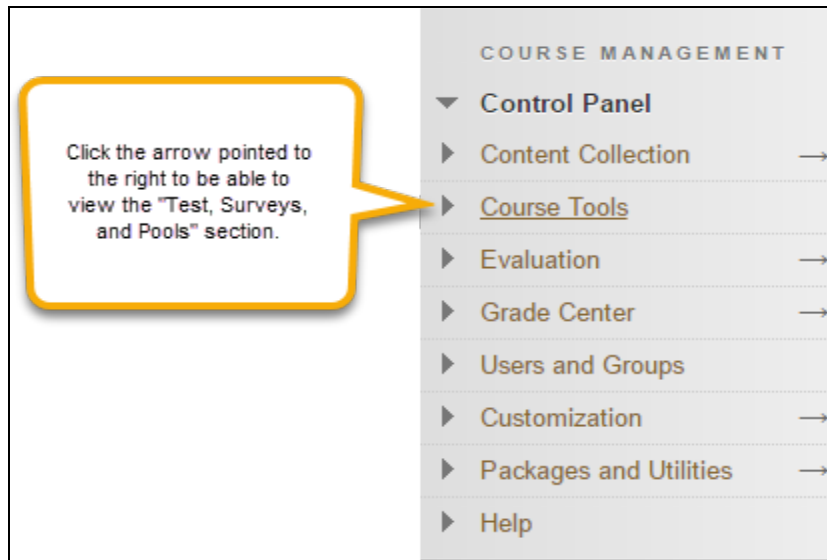 COURSE MANAGEMENT
Control Panel
Click the arrow pointed to
the right to be able to
view the "Test, Surveys,
and Pools" section.
Content Collection
Course Tools
Evaluation
Grade Center
Users and Groups
Customization
Packages and Utilities
Help